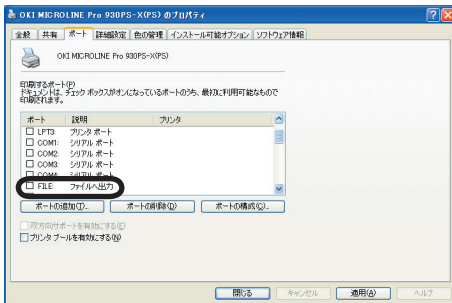 OKI MICROLINE Pro 930PS-X(PS) のプロパティ
全般 共有 ポート 詳細設定 色の管理 インストール可能オプション ソフトウェア情報
OKI MICROLINE Pro 930PS-X(PS)
印刷するポート(P)
ドキュメントは、チェック ボックスがオンになっているポートのうち、最初に利用可能なもので
印刷されます。
ポート 説明 プリンタ
LPT3: プリンタ ポート
COM1: シリアル ポート
COM2: シリアル ポート
COM3: シリアル ポート
COM4: シリアル ポート
FILE: ファイルへ出力
ポートの追加(T)... ポートの削除(D) ポートの構成(C)...
双方向サポートを有効にする(E)
プリンタ プールを有効にする(N)
閉じる キャンセル 適用(A) ヘルプ